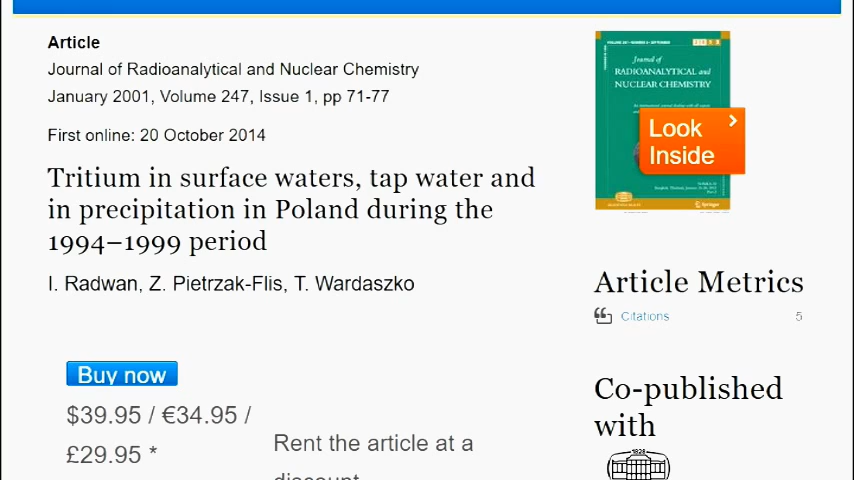 Article
Journal of Radioanalytical and Nuclear Chemistry
January 2001, Volume 247, Issue 1, pp 71-77
First online: 20 October 2014
Tritium in surface waters, tap water and
in precipitation in Poland during the
1994–1999 period
I. Radwan, Z. Pietrzak-Flis, T. Wardaszko
Buy now
$39.95 / €34.95 /
£29.95 *
Rent the article at a
discount
Journal of
RADIOANALYTICAL and
NUCLEAR CHEMISTRY
Look
Inside
Springer
Article Metrics
Citations 5
Co-published
with
1828